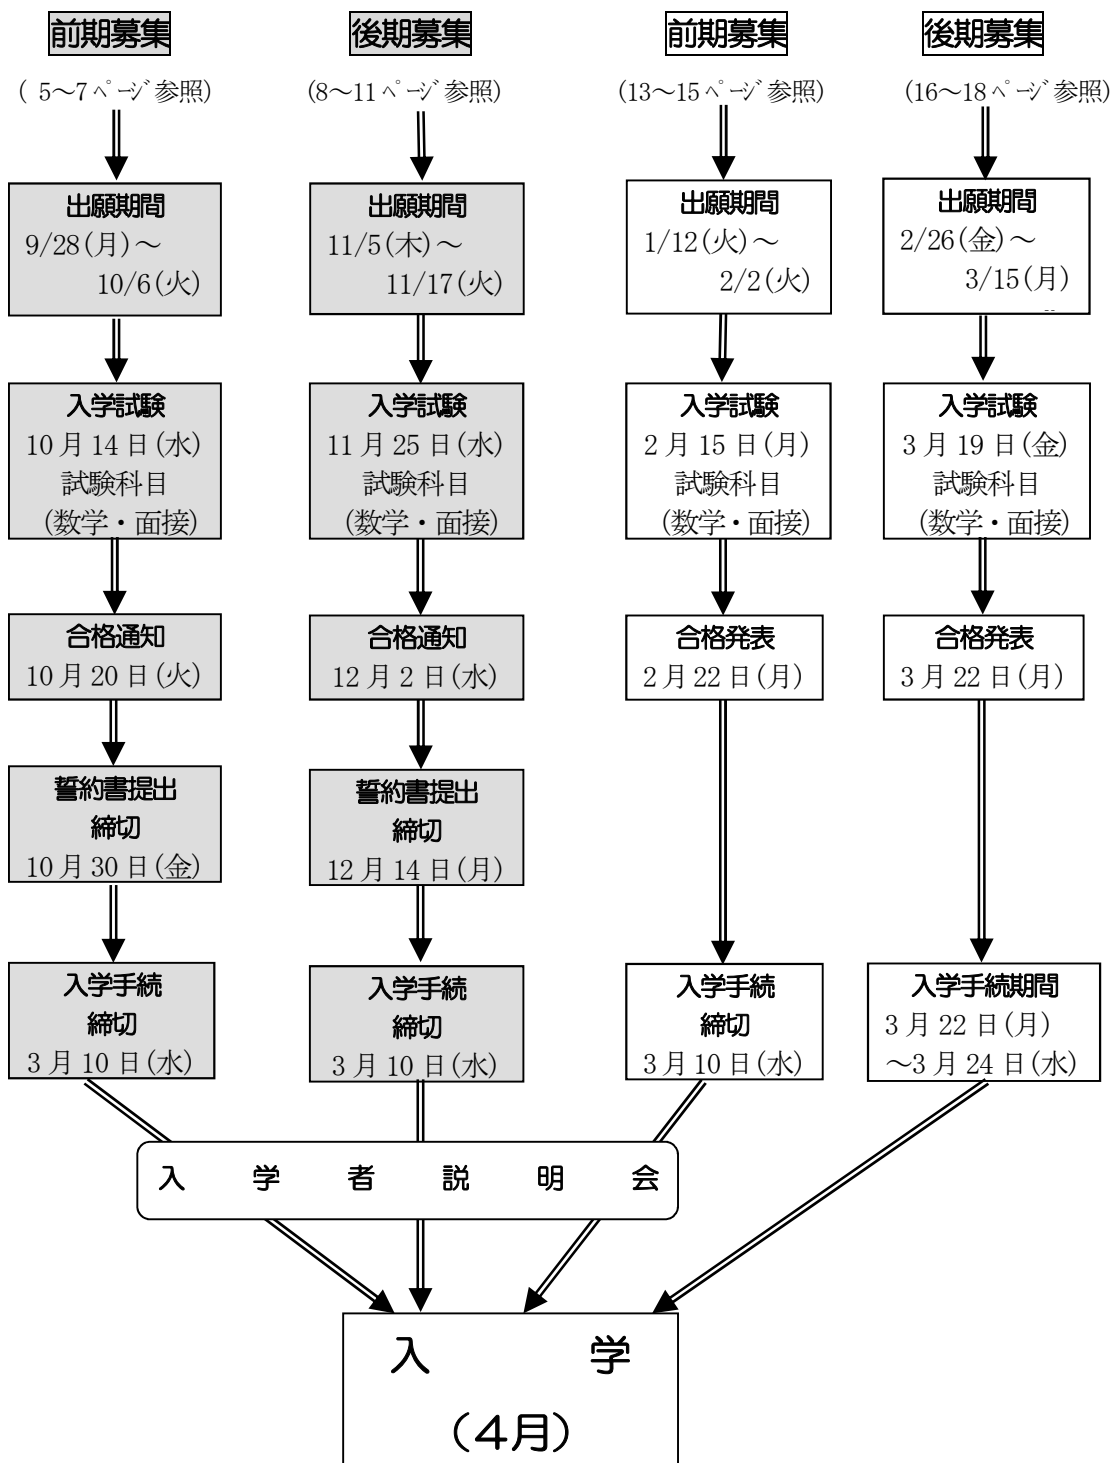 前期募集
(5～7ページ参照)
出願期間
9/28(月)～
10/6(火)
入学試験
10月14日(水)
試験科目
(数学・面接)
合格通知
10月20日(火)
誓約書提出
締切
10月30日(金)
入学手続
締切
3月10日(水)
後期募集
(8～11ページ参照)
出願期間
11/5(木)～
11/17(火)
入学試験
11月25日(水)
試験科目
(数学・面接)
合格通知
12月2日(水)
誓約書提出
締切
12月14日(月)
入学手続
締切
3月10日(水)
前期募集
(13～15ページ参照)
出願期間
1/12(火)～
2/2(火)
入学試験
2月15日(月)
試験科目
(数学・面接)
合格発表
2月22日(月)
入学手続
締切
3月10日(水)
後期募集
(16～18ページ参照)
出願期間
2/26(金)～
3/15(月)
入学試験
3月19日(金)
試験科目
(数学・面接)
合格発表
3月22日(月)
入学手続期間
3月22日(月)
～3月24日(水)
入学者説明会
入学
(4月)